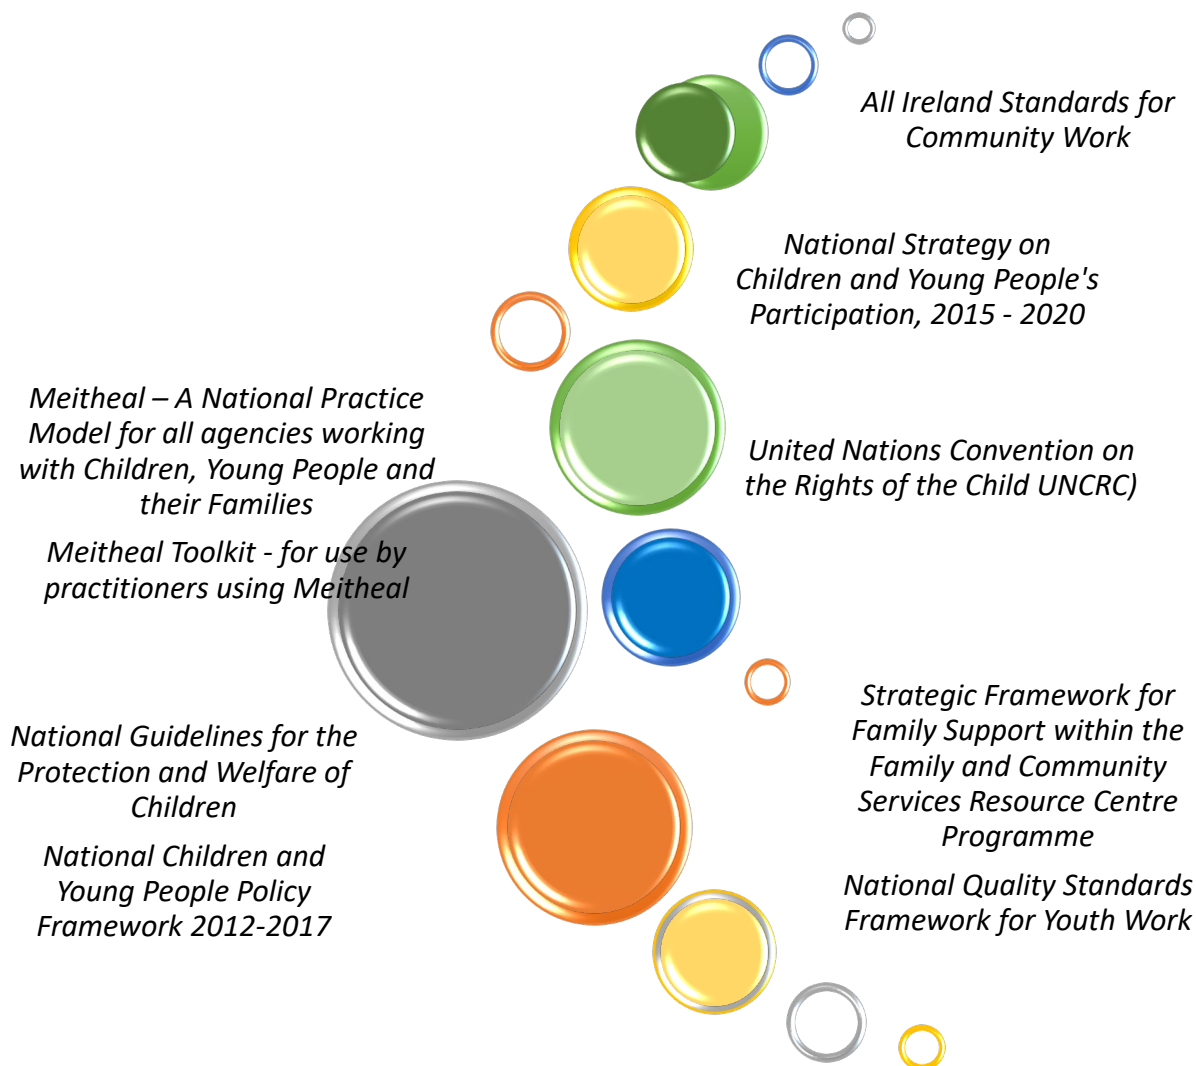 All Ireland Standards for
Community Work
National Strategy on
Children and Young People's
Participation, 2015 - 2020
Meitheal – A National Practice
Model for all agencies working
with Children, Young People and
their Families
Meitheal Toolkit - for use by
practitioners using Meitheal
United Nations Convention on
the Rights of the Child UNCRC)
National Guidelines for the
Protection and Welfare of
Children
National Children and
Young People Policy
Framework 2012-2017
Strategic Framework for
Family Support within the
Family and Community
Services Resource Centre
Programme
National Quality Standards
Framework for Youth Work